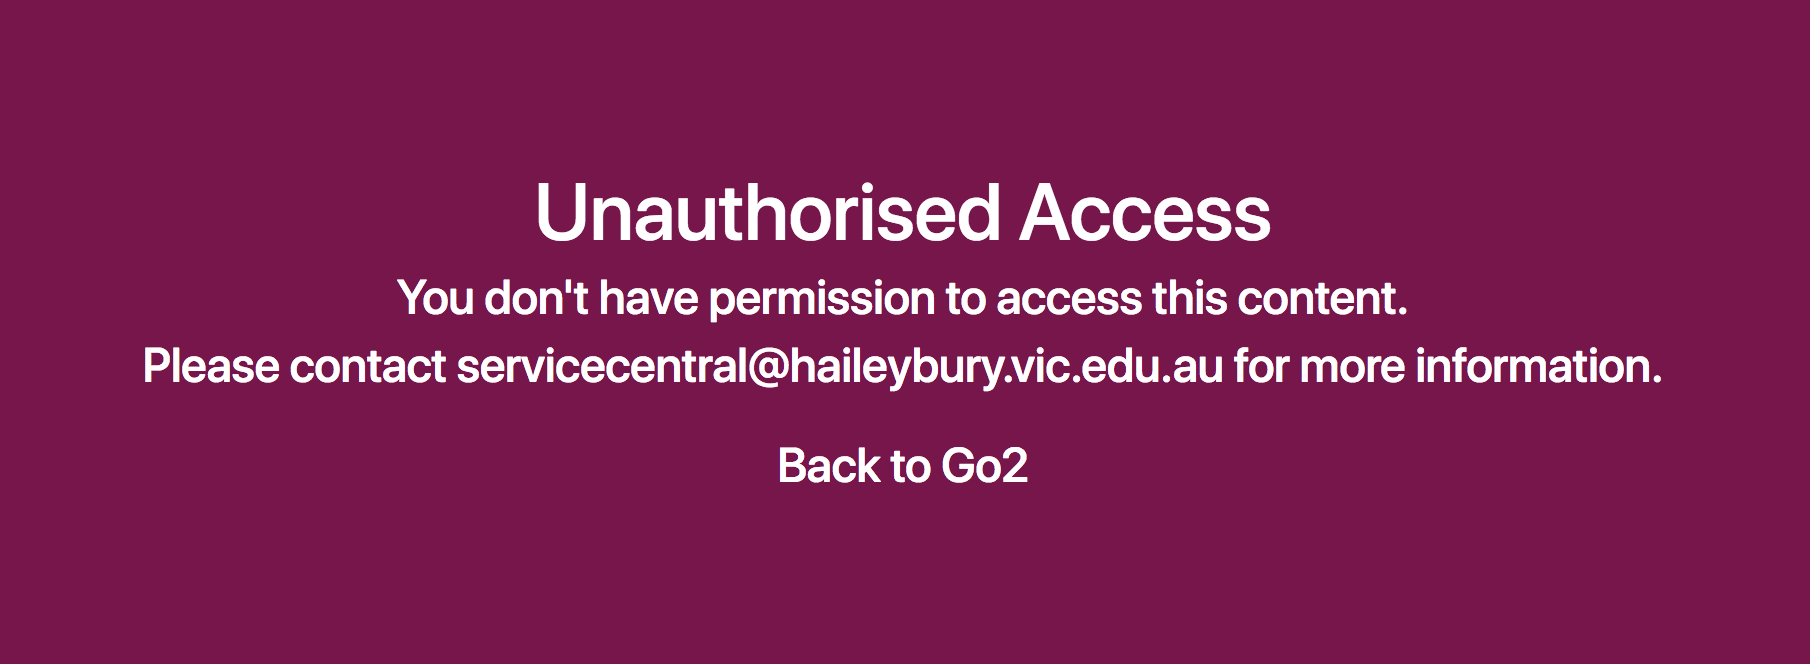 Unauthorised Access
You don't have permission to access this content.
Please contact servicecentral@haileybury.vic.edu.au for more information.
Back to Go2